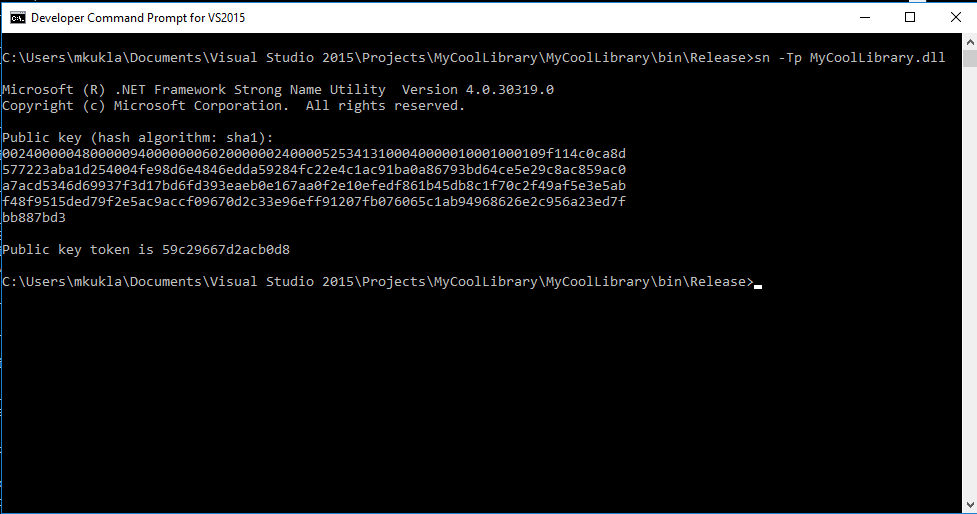 Developer Command Prompt for VS2015
C:\Users\mkukla\Documents\Visual Studio 2015\Projects\MyCoolLibrary\MyCoolLibrary\bin\Release>sn -Tp MyCoolLibrary.dll
Microsoft (R) .NET Framework Strong Name Utility  Version 4.0.30319.0
Copyright (c) Microsoft Corporation.  All rights reserved.
Public key (hash algorithm: sha1):
00240000048000009400000006020000002400005253413100040000010001000109f114c0ca8d
577223aba1d254004fe98d6e4846edda59284fc22e4c1ac91ba0a86793bd64ce5e29c8ac859ac0
a7acd5346d69937f3d17bd6fd393eaeb0e167aa0f2e10efedf861b45db8c1f70c2f49af5e3e5ab
f48f9515ded79f2e5ac9accf09670d2c33e96eff91207fb076065c1ab94968626e2c956a23ed7f
bb887bd3
Public key token is 59c29667d2acb0d8
C:\Users\mkukla\Documents\Visual Studio 2015\Projects\MyCoolLibrary\MyCoolLibrary\bin\Release>